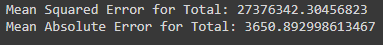 Mean Squared Error for Total: 27376342.30456823
Mean Absolute Error for Total: 3650.892998613467